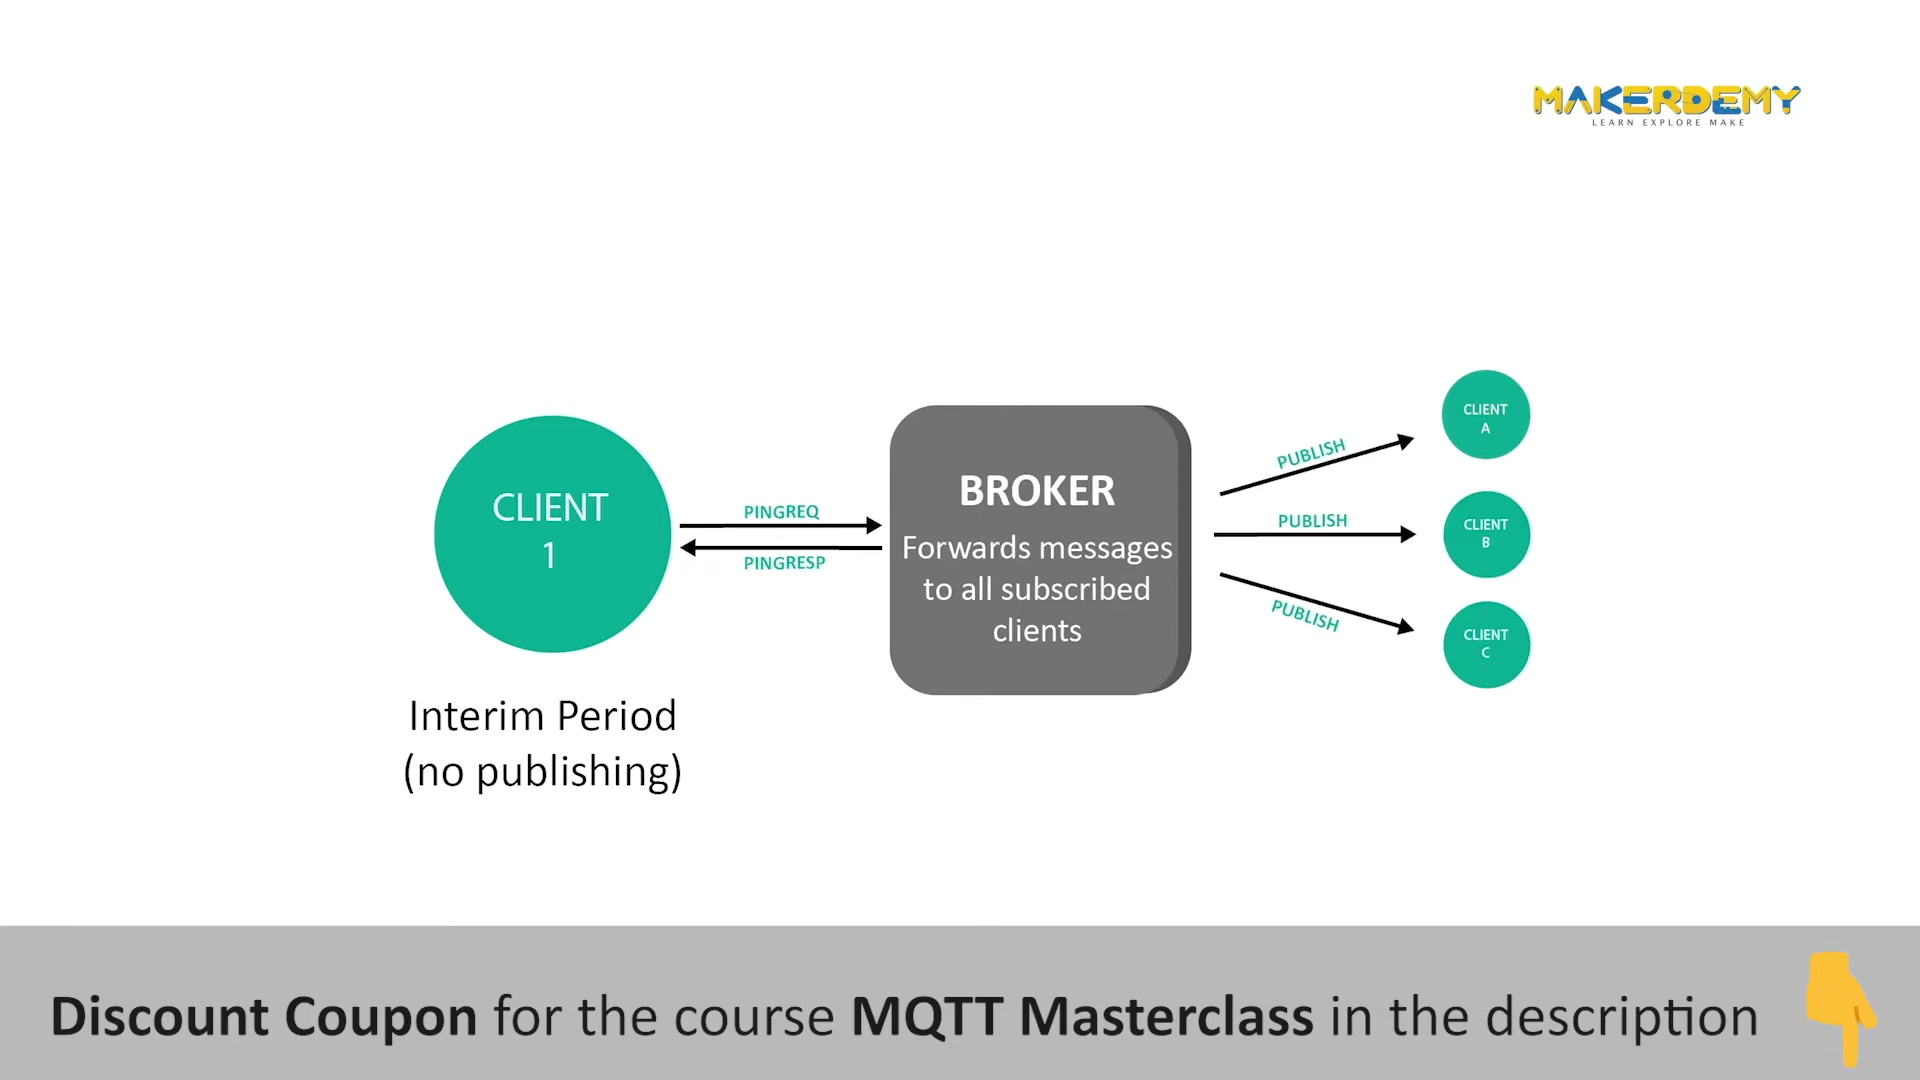 MAKERDEMY
LEARN EXPLORE MAKE
CLIENT
1
PINGREQ
PINGRESP
BROKER
Forwards messages
to all subscribed
clients
PUBLISH
PUBLISH
PUBLISH
CLIENT
A
CLIENT
B
CLIENT
C
Interim Period
(no publishing)
Discount Coupon for the course MQTT Masterclass in the description